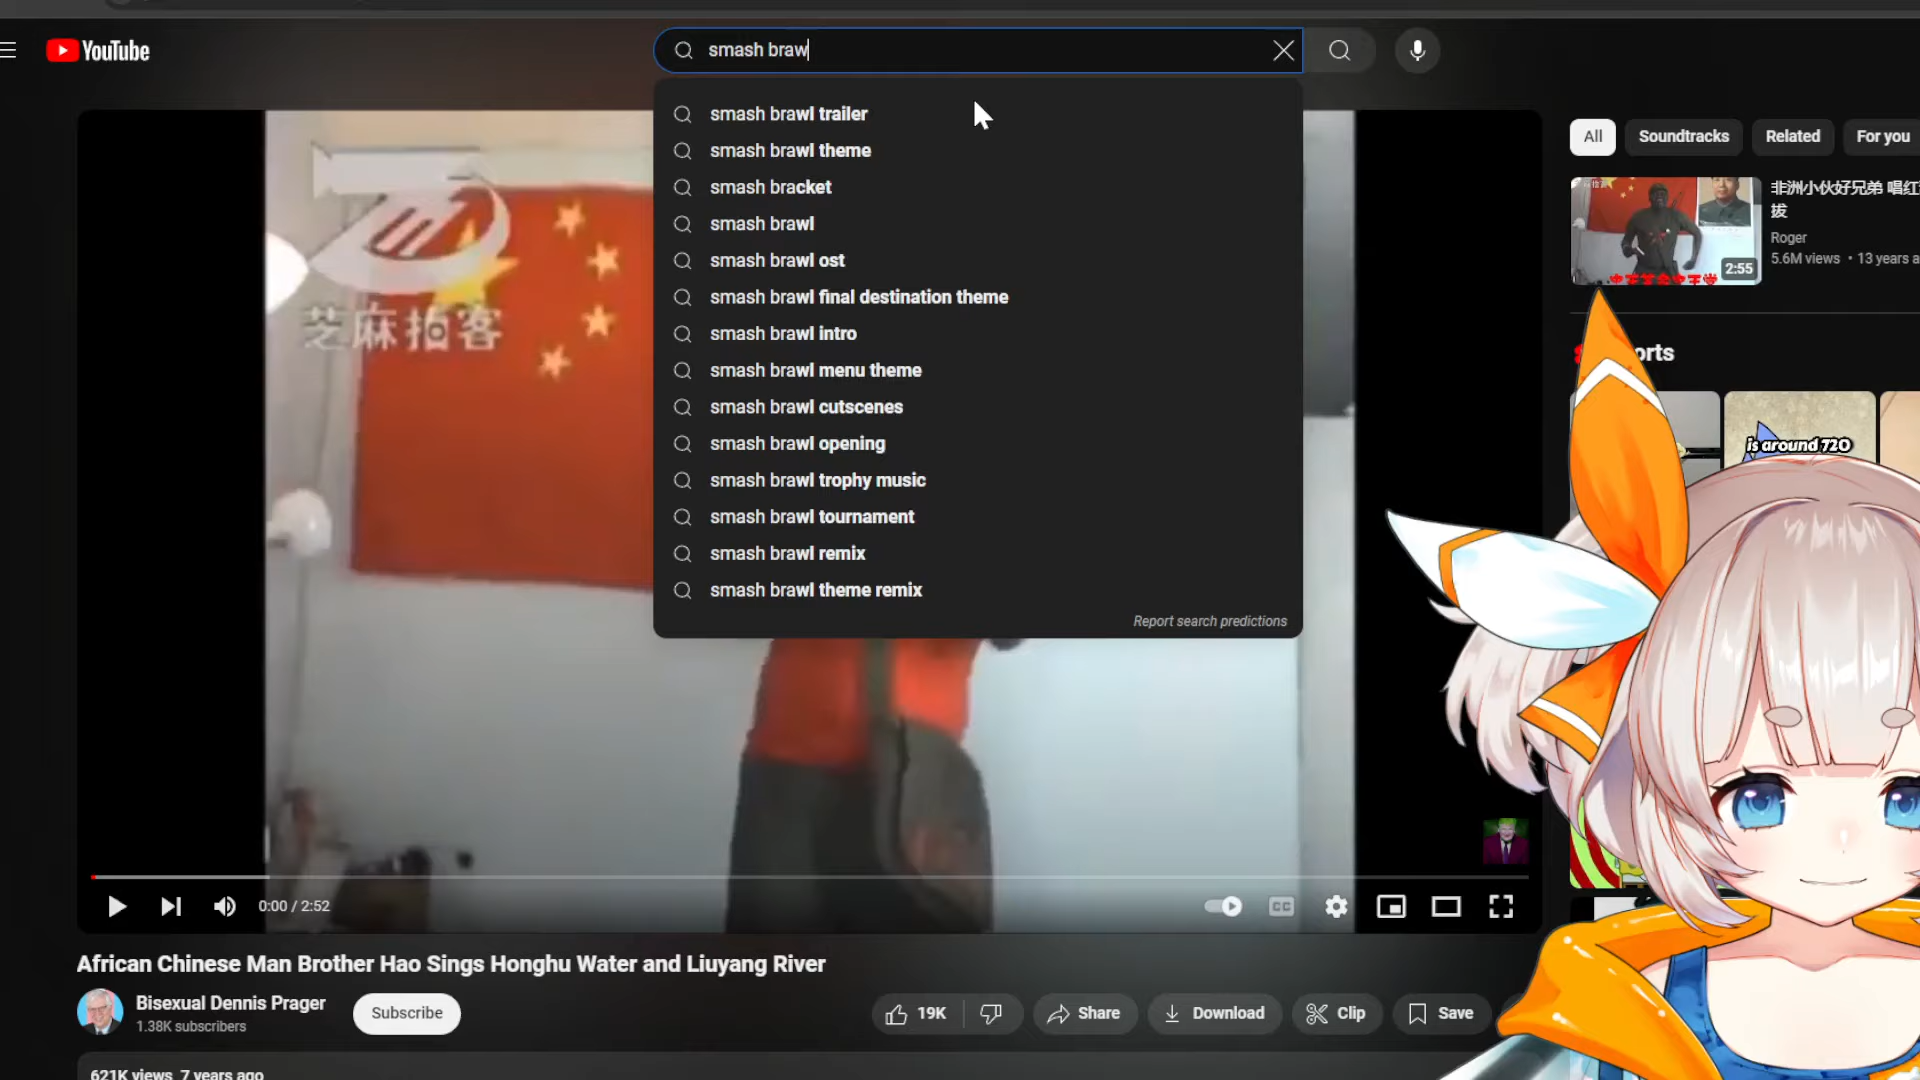 YouTube
smash braw
smash brawl trailer
smash brawl theme
smash bracket
smash brawl
smash brawl ost
smash brawl final destination theme
smash brawl intro
smash brawl menu theme
smash brawl cutscenes
smash brawl opening
smash brawl trophy music
smash brawl tournament
smash brawl remix
smash brawl theme remix
Report search predictions
芝麻拍客
All
Soundtracks
Related
For you
非洲小伙好兄弟 唱红
拔
Roger
5.6M views • 13 years a
2:55
orts
is around 720
0:00 / 2:52
CC
African Chinese Man Brother Hao Sings Honghu Water and Liuyang River
Bisexual Dennis Prager
1.38K subscribers
Subscribe
19K
Share
Download
Clip
Save
621K views 7 years ago